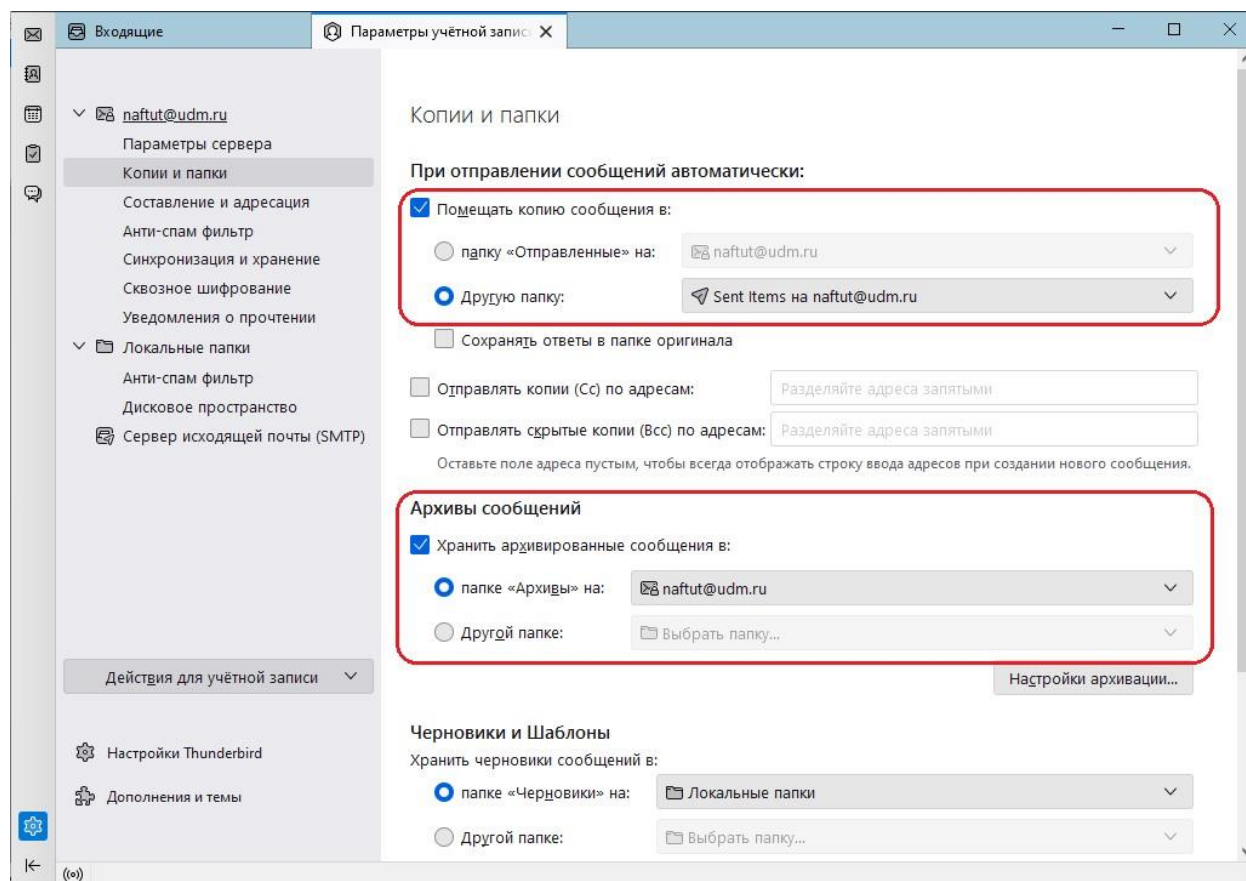 Входящие
Параметры учётной запис
naftut@udm.ru
Параметры сервера
Копии и папки
Составление и адресация
Анти-спам фильтр
Синхронизация и хранение
Сквозное шифрование
Уведомления о прочтении
Локальные папки
Анти-спам фильтр
Дисковое пространство
Сервер исходящей почты (SMTP)
Действия для учётной записи
Настройки Thunderbird
Дополнения и темы
Копии и папки
При отправлении сообщений автоматически:
Помещать копию сообщения в:
папку «Отправленные» на: naftut@udm.ru
Другую папку: Sent Items на naftut@udm.ru
Сохранять ответы в папке оригинала
Отправлять копии (Cc) по адресам: Разделяйте адреса запятыми
Отправлять скрытые копии (Bcc) по адресам: Разделяйте адреса запятыми
Оставьте поле адреса пустым, чтобы всегда отображать строку ввода адресов при создании нового сообщения.
Архивы сообщений
Хранить архивированные сообщения в:
папке «Архивы» на: naftut@udm.ru
Другой папке: Выбрать папку...
Настройки архивации...
Черновики и Шаблоны
Хранить черновики сообщений в:
папке «Черновики» на: Локальные папки
Другой папке: Выбрать папку...